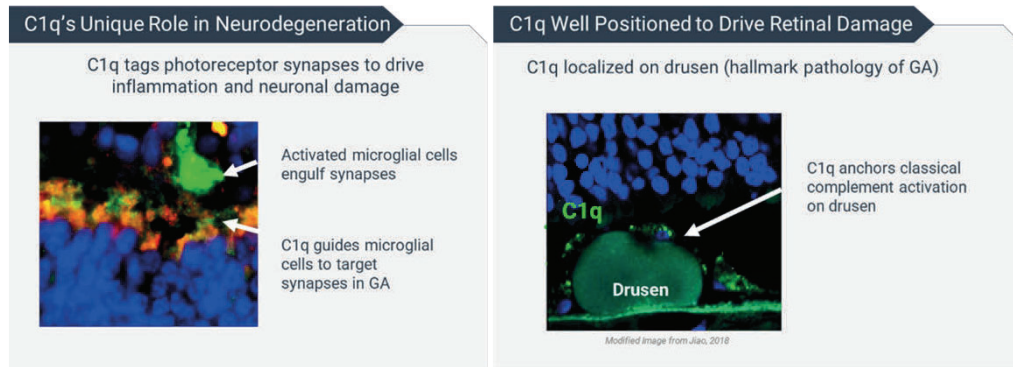 C1q's Unique Role in Neurodegeneration
C1q tags photoreceptor synapses to drive
inflammation and neuronal damage
Activated microglial cells
engulf synapses
C1q guides microglial
cells to target
synapses in GA
C1q Well Positioned to Drive Retinal Damage
C1q localized on drusen (hallmark pathology of GA)
C1q
Drusen
C1q anchors classical
complement activation
on drusen
Modified Image from Jiao, 2018